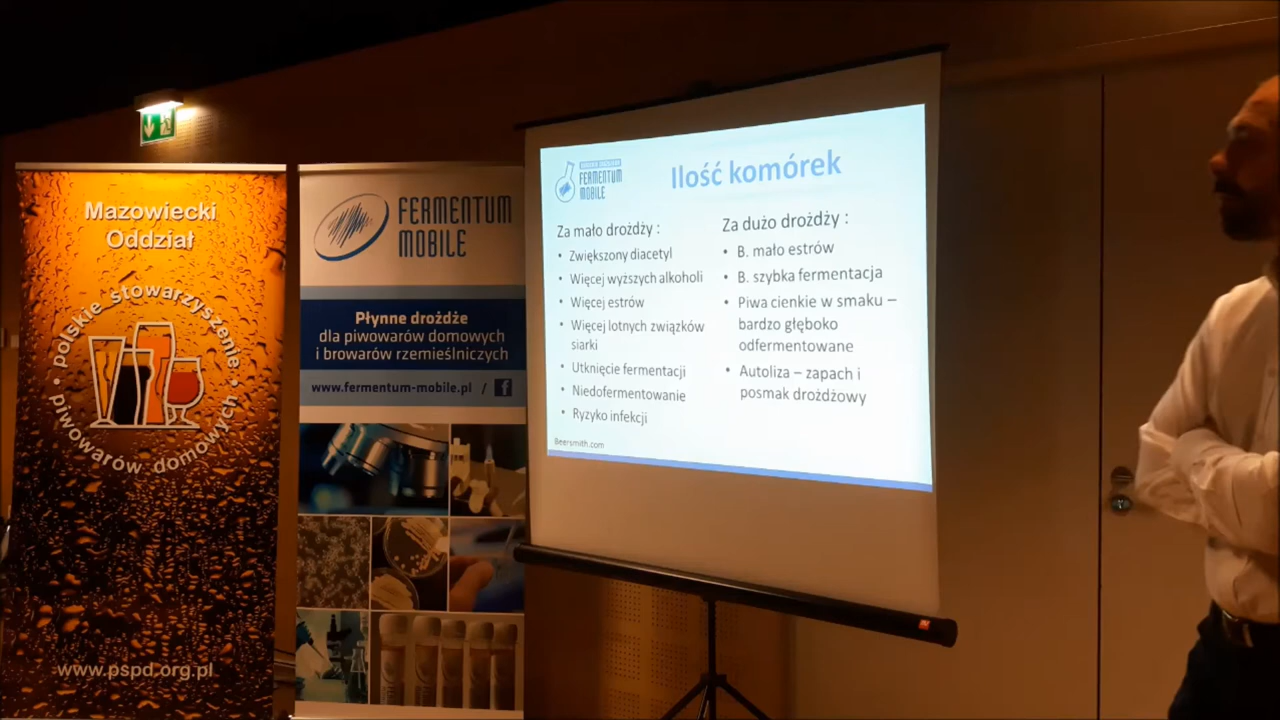 Mazowiecki
Oddział
polskie stowarzyszenie
piwowarów domowych
www.pspd.org.pl
FERMENTUM
MOBILE
Płynne drożdże
dla piwowarów domowych
i browarów rzemieślniczych
www.fermentum-mobile.pl / f
FERMENTUM
MOBILE
Ilość komórek
Za mało drożdży :
• Zwiększony diacetyl
• Więcej wyższych alkoholi
• Więcej estrów
• Więcej lotnych związków
siarki
• Utknięcie fermentacji
• Niedofermentowanie
• Ryzyko infekcji
Beersmith.com
Za dużo drożdży :
• B. mało estrów
• B. szybka fermentacja
• Piwa cienkie w smaku –
bardzo głęboko
odfermentowane
• Autoliza – zapach i
posmak drożdżowy